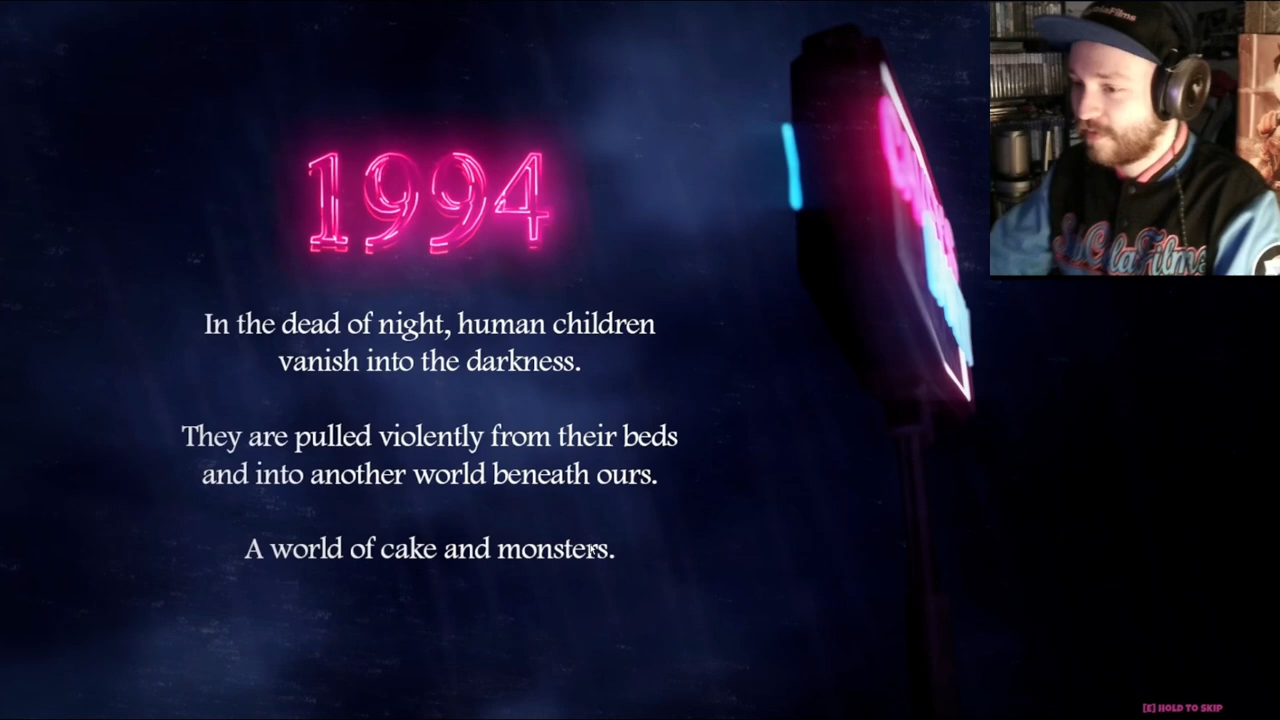 1994
In the dead of night, human children
vanish into the darkness.
They are pulled violently from their beds
and into another world beneath ours.
A world of cake and monsters.
[E] HOLD TO SKIP